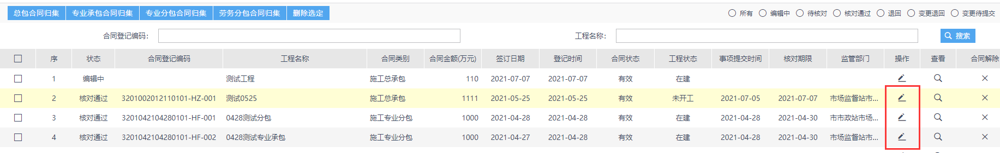 总包合同归集 专业承包合同归集 专业分包合同归集 劳务分包合同归集 删除选定 所有 编辑中 待核对 核对通过 退回 变更退回 变更待提交
合同登记编码: 工程名称: 搜索
序 状态 合同登记编码 工程名称 合同类别 合同金额(万元) 签订日期 登记时间 合同状态 工程状态 事项提交时间 核对期限 监管部门 操作 查看 合同解除
1 编辑中 测试工程 施工总承包 110 2021-07-07 2021-07-07 有效 在建
2 核对通过 3201002012110101-HZ-001 测试0525 施工总承包 1111 2021-05-25 2021-05-25 有效 未开工 2021-07-05 2021-07-07 市场监督站市...
3 核对通过 3201042104280101-HF-001 0428测试分包 施工专业分包 1000 2021-04-28 2021-04-28 有效 在建 2021-04-28 2021-04-30 市市政站市场...
4 核对通过 3201042104280101-HF-002 0428测试专业承包 施工专业分包 1000 2021-04-27 2021-04-28 有效 在建 2021-04-28 2021-04-30 市场监督站市...